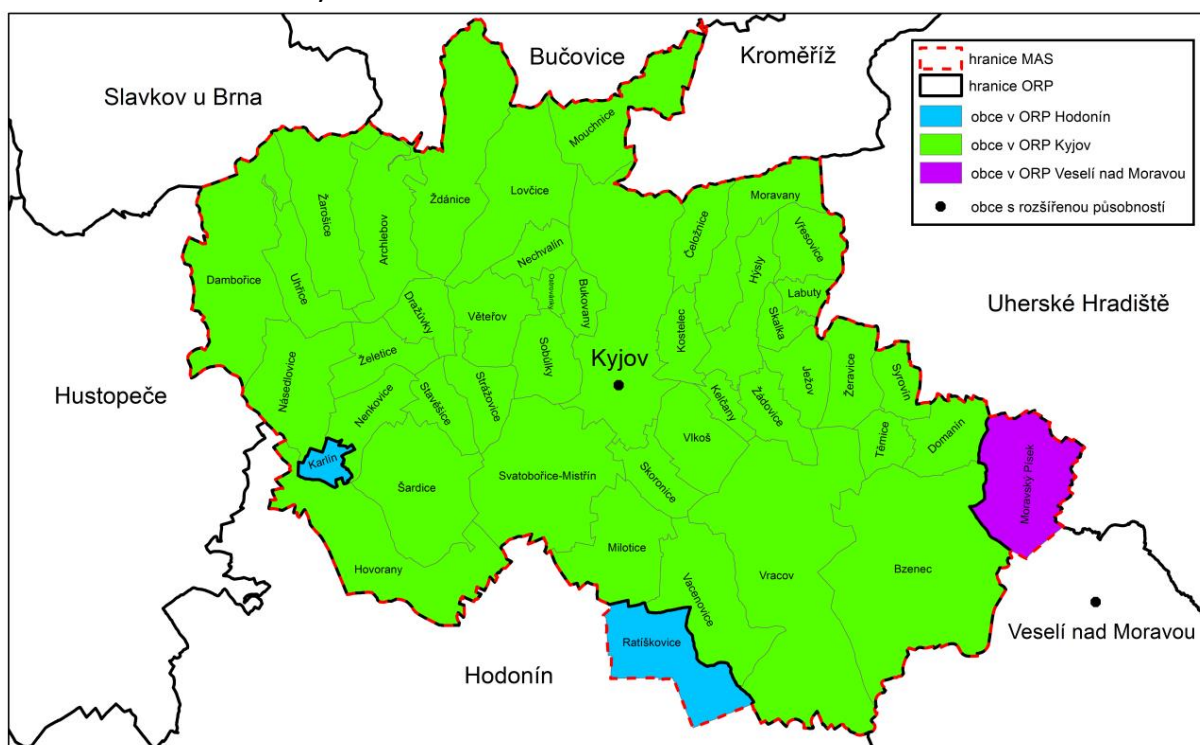 Bučovice
Kroměříž
Slavkov u Brna
hranice MAS
hranice ORP
obce v ORP Hodonín
obce v ORP Kyjov
obce v ORP Veselí nad Moravou
obce s rozšířenou působností
Mouchnice
Lovčice
Ždánice
Žarošice
Archlebov
Moravany
Čeložnice
Vřesovice
Nechvalín
Hýsly
Dambořice
Uhřice
Ostrovánky
Bukovany
Labuty
Uherské Hradiště
Dražůvky
Věteřov
Skalka
Kostelec
Sobůlky
Kyjov
Želetice
Násedlovice
Hustopeče
Nenkovice
Stavěšice
Strážovice
Kelčany
Žádovice
Ježov
Žeravice
Syrovín
Vlkoš
Těmice
Domanín
Karlín
Šardice
Svatobořice-Mistřín
Skoronice
Moravský Písek
Milotice
Hovorany
Vacenovice
Vracov
Bzenec
Ratíškovice
Veselí nad Moravou
Hodonín